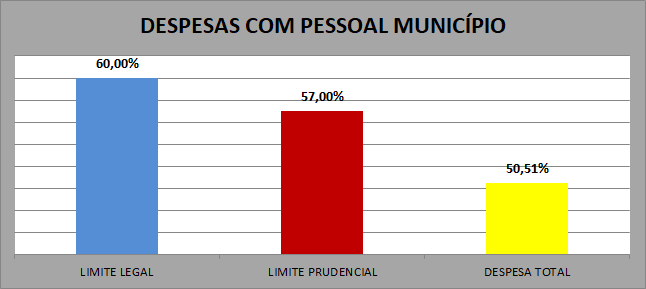 DESPESAS COM PESSOAL MUNICÍPIO
60,00%
57,00%
50,51%
LIMITE LEGAL
LIMITE PRUDENCIAL
DESPESA TOTAL